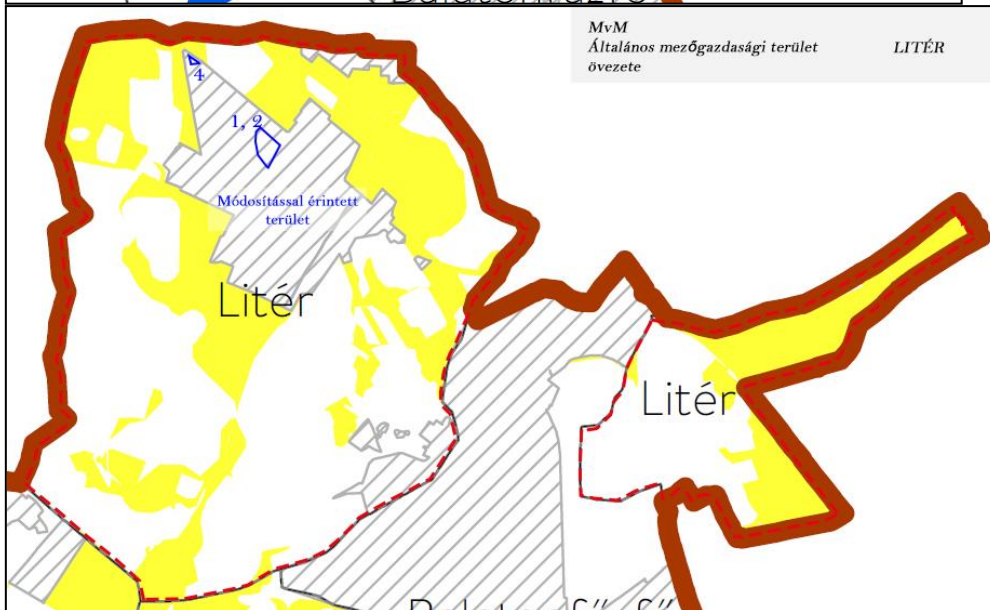 MvM
Általános mezőgazdasági terület
övezete
LITÉR
4
1, 2
Módosítással érintett
terület
Litér
Litér